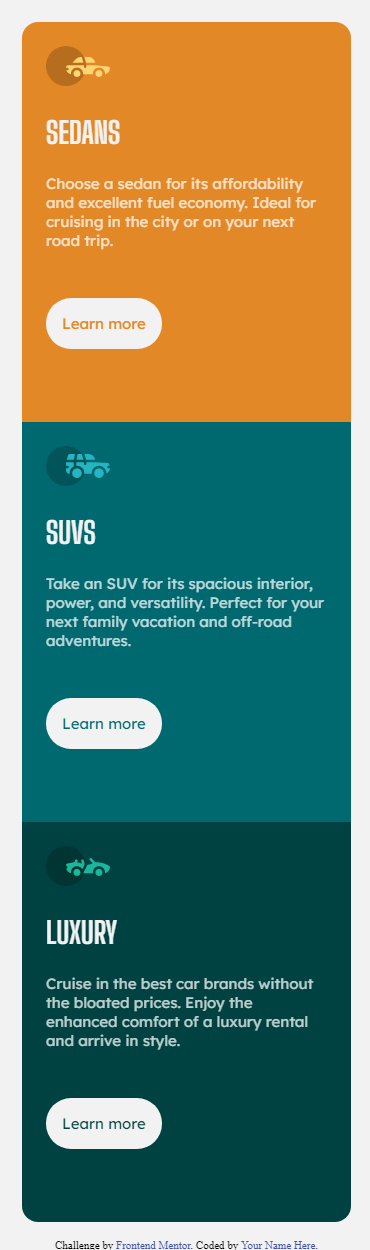 SEDANS
Choose a sedan for its affordability
and excellent fuel economy. Ideal for
cruising in the city or on your next
road trip.
Learn more
SUVS
Take an SUV for its spacious interior,
power, and versatility. Perfect for your
next family vacation and off-road
adventures.
Learn more
LUXURY
Cruise in the best car brands without
the bloated prices. Enjoy the
enhanced comfort of a luxury rental
and arrive in style.
Learn more
Challenge by Frontend Mentor. Coded by Your Name Here.